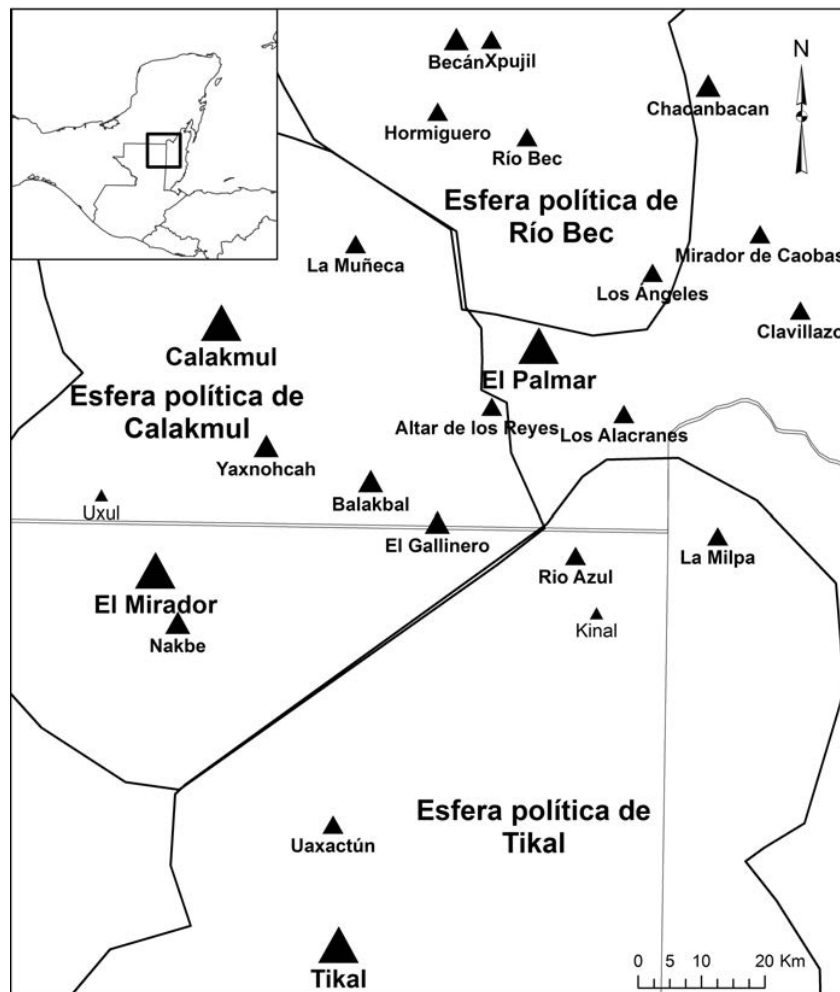 N
Becán
Xpujil
Chacanbacan
Hormiguero
Río Bec
Esfera política de
Río Bec
La Muñeca
Mirador de Caobas
Los Ángeles
Clavillazo
Calakmul
El Palmar
Esfera política de
Calakmul
Altar de los Reyes
Los Alacranes
Yaxnohcah
Balakbal
Uxul
El Gallinero
La Milpa
Rio Azul
El Mirador
Kinal
Nakbe
Esfera política de
Tikal
Uaxactún
Tikal
0 5 10 20 Km